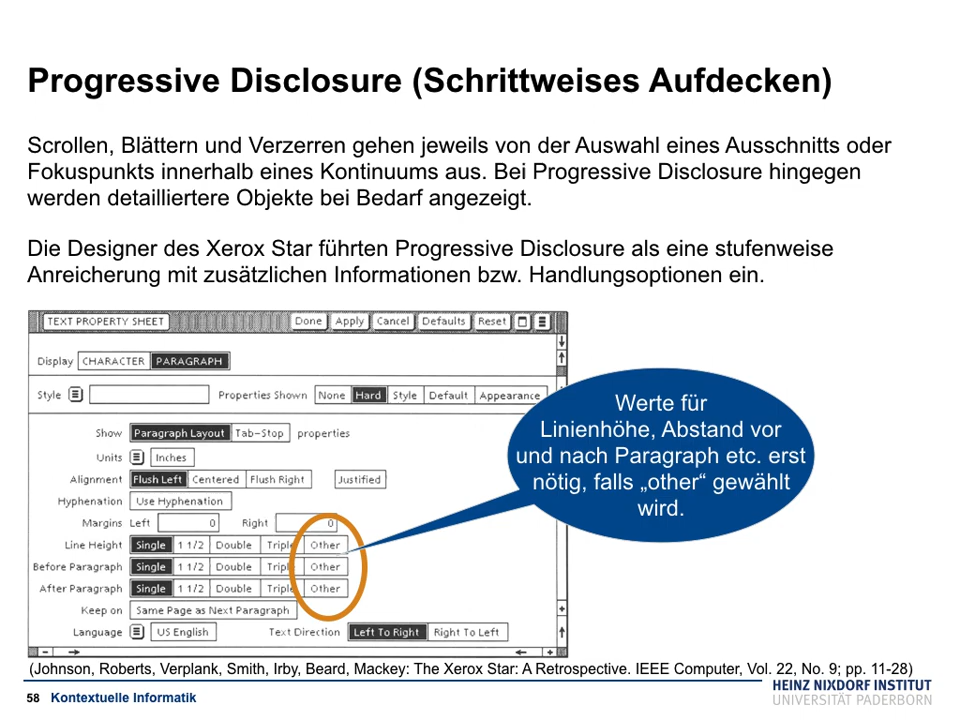 Progressive Disclosure (Schrittweises Aufdecken)
Scrollen, Blättern und Verzerren gehen jeweils von der Auswahl eines Ausschnitts oder
Fokuspunkts innerhalb eines Kontinuums aus. Bei Progressive Disclosure hingegen
werden detailliertere Objekte bei Bedarf angezeigt.
Die Designer des Xerox Star führten Progressive Disclosure als eine stufenweise
Anreicherung mit zusätzlichen Informationen bzw. Handlungsoptionen ein.
TEXT PROPERTY SHEET Done Apply Cancel Defaults Reset
Display CHARACTER PARAGRAPH
Style Properties Shown None Hard Style Default Appearance
Show Paragraph Layout Tab-Stop properties
Units Inches
Alignment Flush Left Centered Flush Right Justified
Hyphenation Use Hyphenation
Margins Left 0 Right 0
Line Height Single 1 1/2 Double Triple Other
Before Paragraph Single 1 1/2 Double Triple Other
After Paragraph Single 1 1/2 Double Triple Other
Keep on Same Page as Next Paragraph
Language US English Text Direction Left To Right Right To Left
Werte für
Linienhöhe, Abstand vor
und nach Paragraph etc. erst
nötig, falls „other“ gewählt
wird.
(Johnson, Roberts, Verplank, Smith, Irby, Beard, Mackey: The Xerox Star: A Retrospective. IEEE Computer, Vol. 22, No. 9; pp. 11-28)
58 Kontextuelle Informatik
HEINZ NIXDORF INSTITUT
UNIVERSITÄT PADERBORN